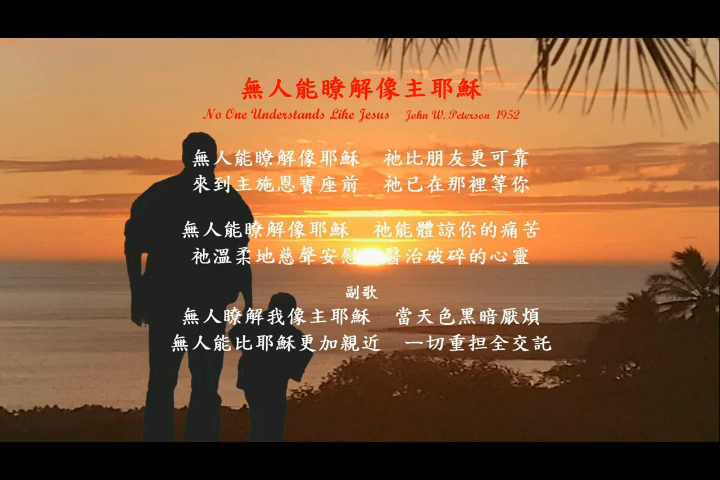 無人能瞭解像主耶穌
No One Understands Like Jesus John W. Peterson 1952
無人能瞭解像耶穌 祂比朋友更可靠
來到主施恩寶座前 祂已在那裡等你
無人能瞭解像耶穌 祂能體諒你的痛苦
祂溫柔地慈聲安慰 醫治破碎的心靈
副歌
無人瞭解我像主耶穌 當天色黑暗厭煩
無人能比耶穌更加親近 一切重担全交託